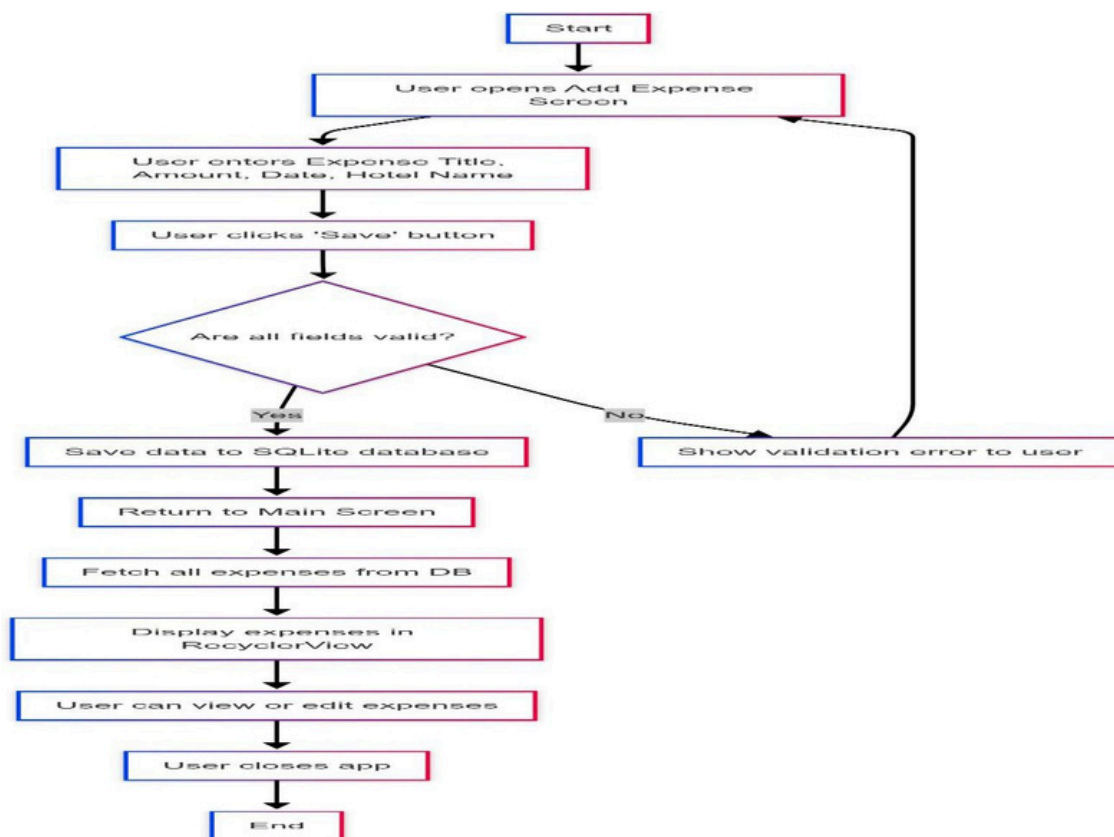 Start
User opens Add Expense
Screen
User enters Expense Title,
Amount, Date, Hotel Name
User clicks 'Save' button
Are all fields valid?
Yes
No
Save data to SQLite database
Show validation error to user
Return to Main Screen
Fetch all expenses from DB
Display expenses in
RecyclerView
User can view or edit expenses
User closes app
End